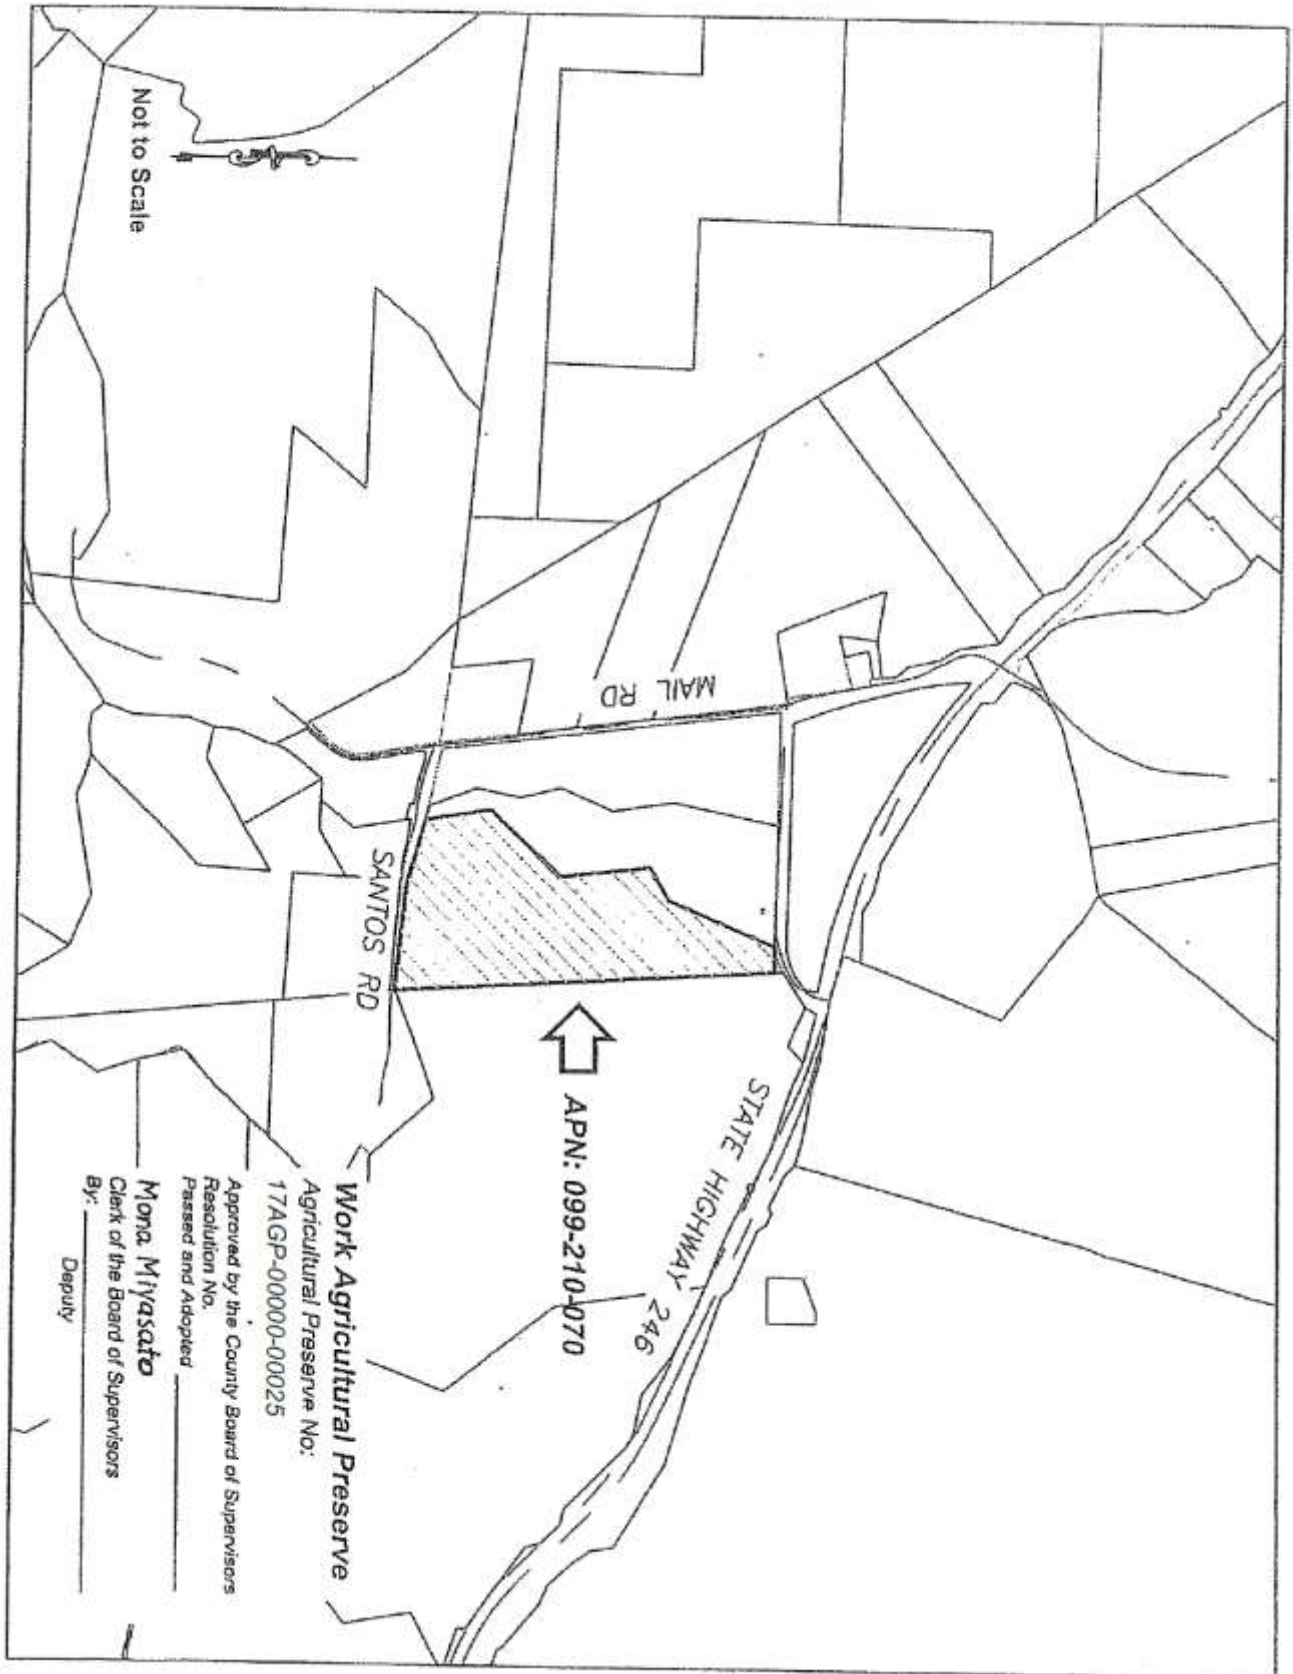 MAIL RD
STATE HIGHWAY 246
SANTOS RD
APN: 099-210-070
Not to Scale
Work Agricultural Preserve
Agricultural Preserve No:
17AGP-00000-00025
Approved by the County Board of Supervisors
Resolution No.
Passed and Adopted
Mona Miyasato
Clerk of the Board of Supervisors
By:
Deputy